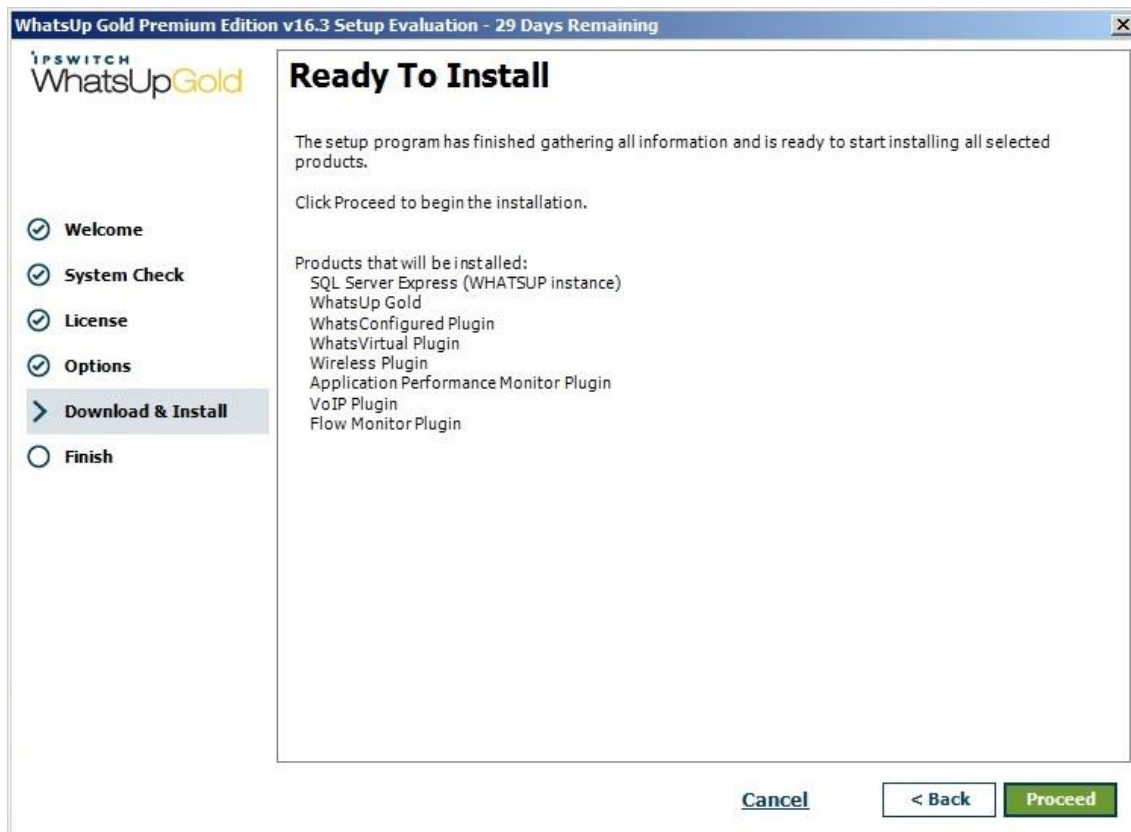 WhatsUp Gold Premium Edition v16.3 Setup Evaluation - 29 Days Remaining
IPSWITCH
WhatsUpGold
Welcome
System Check
License
Options
Download & Install
Finish
Ready To Install
The setup program has finished gathering all information and is ready to start installing all selected
products.
Click Proceed to begin the installation.
Products that will be installed:
SQL Server Express (WHATSUP instance)
WhatsUp Gold
WhatsConfigured Plugin
WhatsVirtual Plugin
Wireless Plugin
Application Performance Monitor Plugin
VoIP Plugin
Flow Monitor Plugin
Cancel
< Back
Proceed